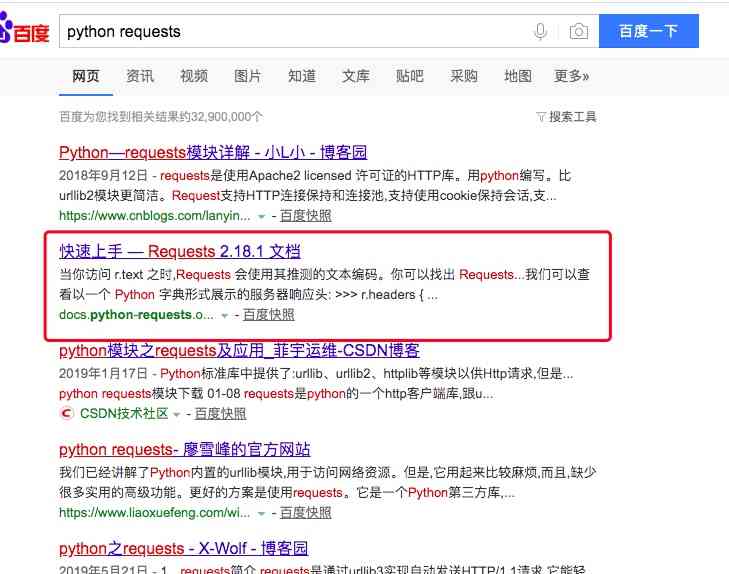 百度
python requests
百度一下
网页 资讯 视频 图片 知道 文库 贴吧 采购 地图 更多»
百度为您找到相关结果约32,900,000个
搜索工具
Python—requests模块详解 - 小L小 - 博客园
2018年9月12日 - requests是使用Apache2 licensed 许可证的HTTP库。用python编写。比
urllib2模块更简洁。Request支持HTTP连接保持和连接池,支持使用cookie保持会话,支...
https://www.cnblogs.com/lanyin... - 百度快照
快速上手 — Requests 2.18.1 文档
当你访问 r.text 之时,Requests 会使用其推测的文本编码。你可以找出 Requests...我们可以查
看以一个 Python 字典形式展示的服务器响应头: >>> r.headers { ...
docs.python-requests.o... - 百度快照
python模块之requests及应用_菲宇运维-CSDN博客
2019年1月17日 - Python标准库中提供了:urllib、urllib2、httplib等模块以供Http请求,但是...
python requests模块下载 01-08 requests是python的一个http客户端库,跟u...
CSDN技术社区 - 百度快照
python requests- 廖雪峰的官方网站
我们已经讲解了Python内置的urllib模块,用于访问网络资源。但是,它用起来比较麻烦,而且,缺少
很多实用的高级功能。更好的方案是使用requests。它是一个Python第三方库,...
https://www.liaoxuefeng.com/wi... - 百度快照
python之requests - X-Wolf - 博客园
2019年5月21日 - 1、requests简介 requests是通过urllib3实现自动发送HTTP/1.1请求,它能轻